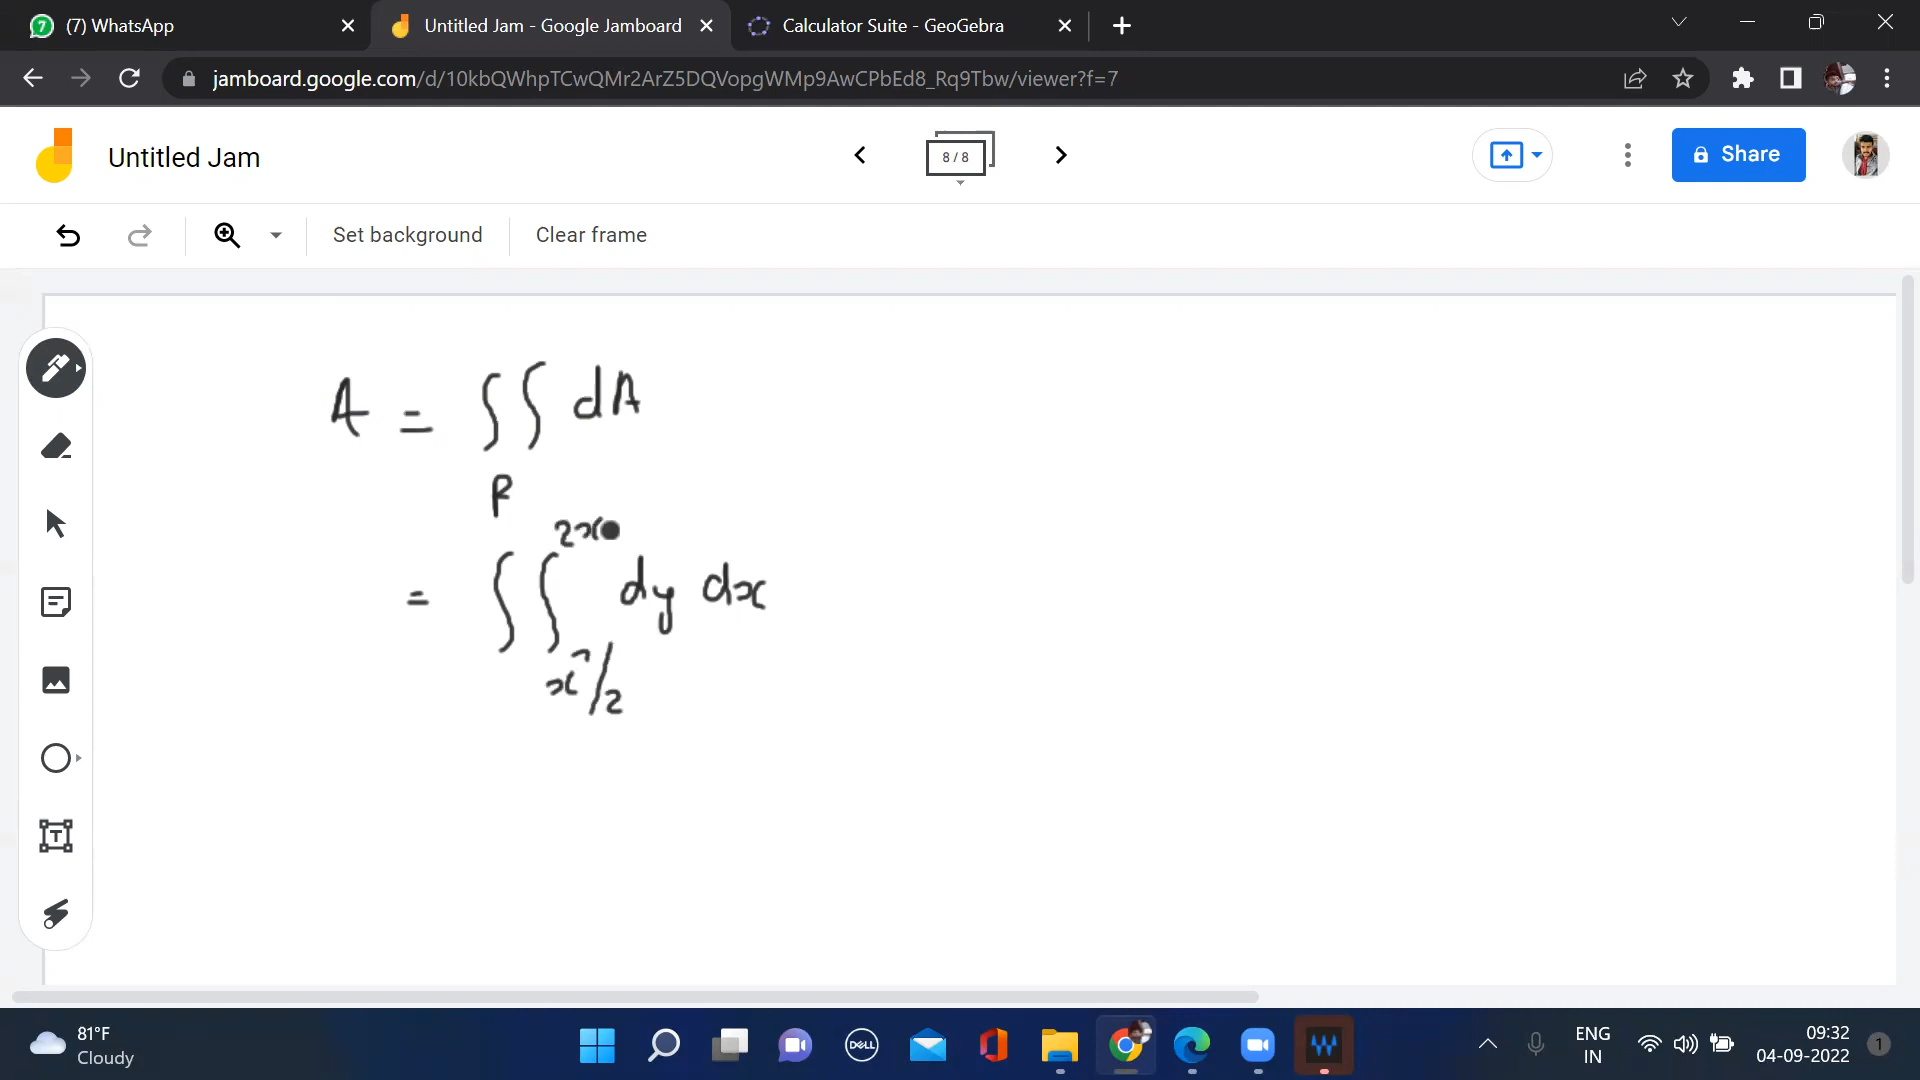 (7) WhatsApp
Untitled Jam - Google Jamboard
Calculator Suite - GeoGebra
jamboard.google.com/d/10kbQWhpTCwQMr2ArZ5DQVopgWMp9AwCPbEd8_Rq9Tbw/viewer?f=7
Untitled Jam
8 / 8
Share
Set background
Clear frame
A = ∫∫ dA
R
2x
= ∫∫ dy dx
x²/2
81°F
Cloudy
DELL
ENG
IN
09:32
04-09-2022
1